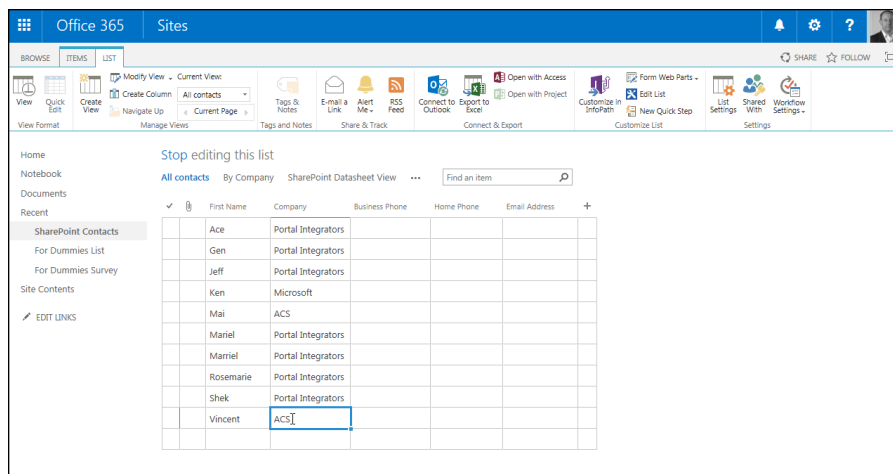 Office 365 Sites ?
BROWSE ITEMS LIST SHARE FOLLOW
View
Quick Edit
Create View
Modify View
Create Column
Navigate Up
Current View:
All contacts
Current Page
Tags & Notes
E-mail a Link
Alert Me
RSS Feed
Connect to Outlook
Export to Excel
Open with Access
Open with Project
Customize in InfoPath
Form Web Parts
Edit List
New Quick Step
List Settings
Shared With
Workflow Settings
View Format Manage Views Tags and Notes Share & Track Connect & Export Customize List Settings
Home
Notebook
Documents
Recent
SharePoint Contacts
For Dummies List
For Dummies Survey
Site Contents
EDIT LINKS
Stop editing this list
All contacts By Company SharePoint Datasheet View ... Find an item
First Name Company Business Phone Home Phone Email Address +
Ace Portal Integrators
Gen Portal Integrators
Jeff Portal Integrators
Ken Microsoft
Mai ACS
Mariel Portal Integrators
Marriel Portal Integrators
Rosemarie Portal Integrators
Shek Portal Integrators
Vincent ACS